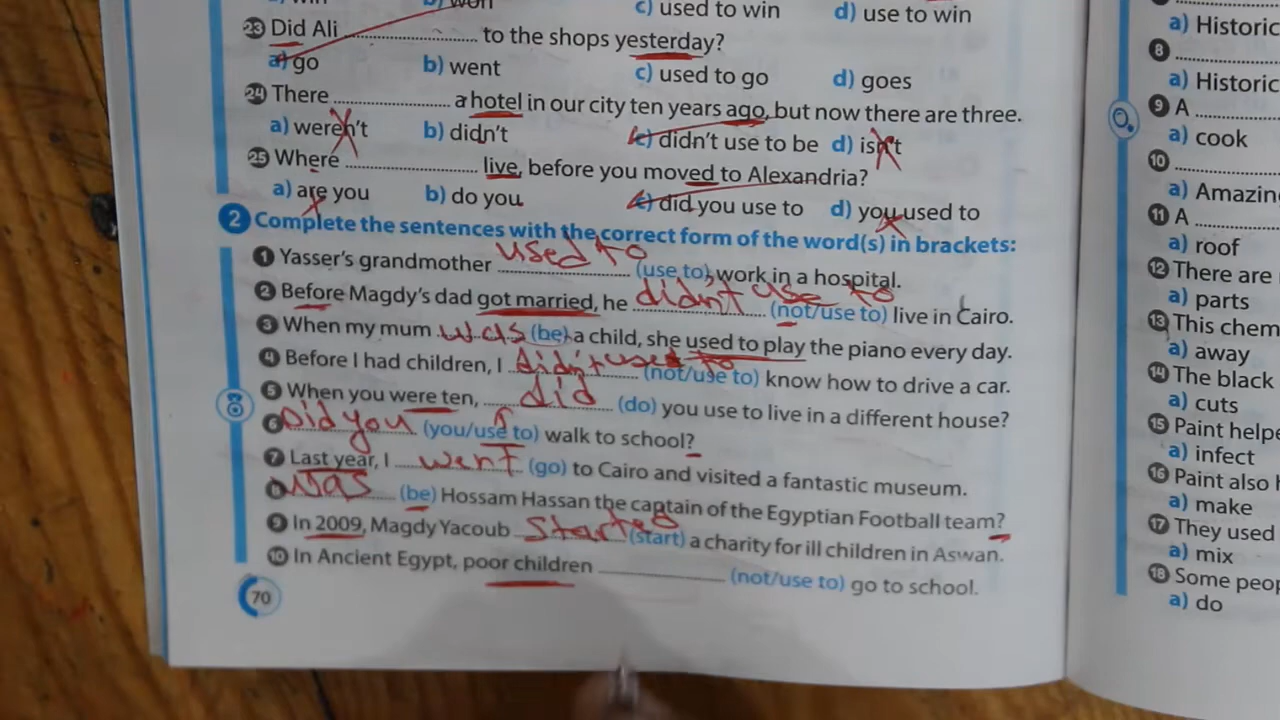 b) won c) used to win d) use to win
23 Did Ali .................... to the shops yesterday?
a) go b) went c) used to go d) goes
24 There .................... a hotel in our city ten years ago, but now there are three.
a) weren't b) didn't c) didn't use to be d) isn't
25 Where .................... live, before you moved to Alexandria?
a) are you b) do you c) did you use to d) you used to
2 Complete the sentences with the correct form of the word(s) in brackets:
1 Yasser's grandmother used to (use to) work in a hospital.
2 Before Magdy's dad got married, he didn't use to (not/use to) live in Cairo.
3 When my mum was (be) a child, she used to play the piano every day.
4 Before I had children, I didn't use to (not/use to) know how to drive a car.
5 When you were ten, did (do) you use to live in a different house?
6 Did you (you/use to) walk to school?
7 Last year, I went (go) to Cairo and visited a fantastic museum.
8 Was (be) Hossam Hassan the captain of the Egyptian Football team?
9 In 2009, Magdy Yacoub started (start) a charity for ill children in Aswan.
10 In Ancient Egypt, poor children .................... (not/use to) go to school.
70
a) Historic
8 ....................
a) Historic
9 A ....................
a) cook
10 ....................
a) Amazin
11 A ....................
a) roof
12 There are
a) parts
13 This chem
a) away
14 The black
a) cuts
15 Paint helpe
a) infect
16 Paint also
a) make
17 They used
a) mix
18 Some peop
a) do